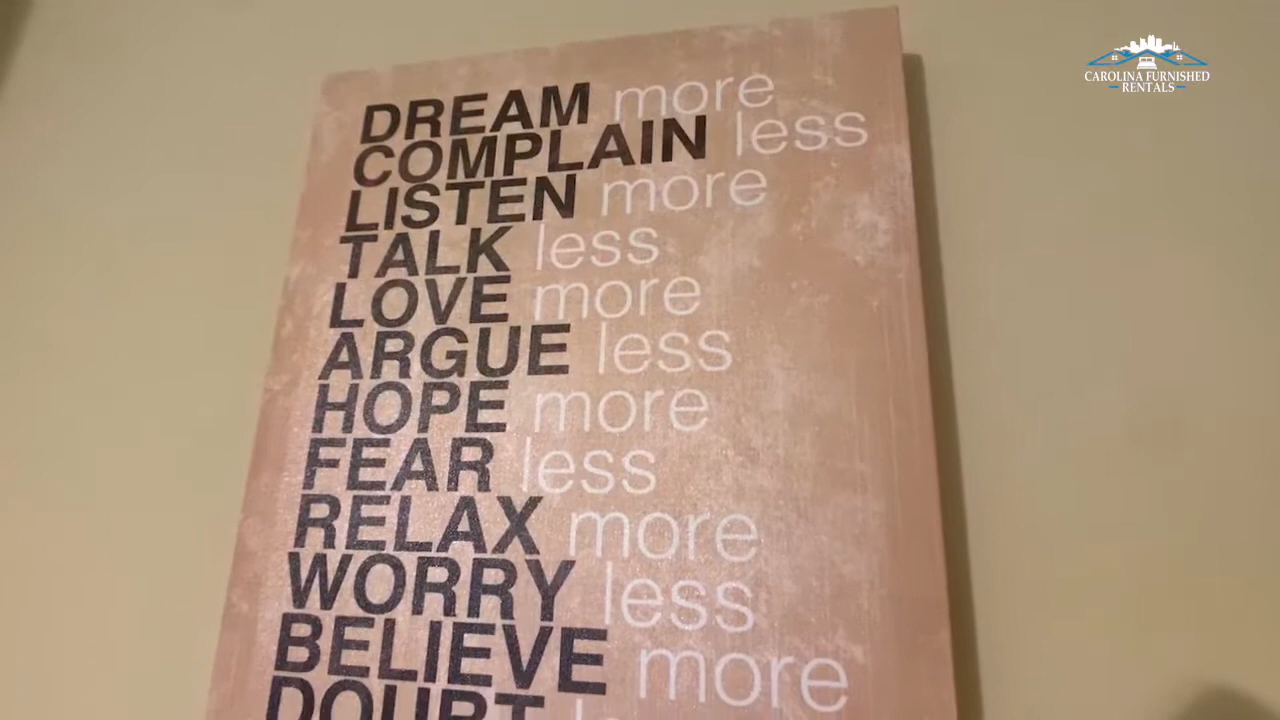 DREAM more
COMPLAIN less
LISTEN more
TALK less
LOVE more
ARGUE less
HOPE more
FEAR less
RELAX more
WORRY less
BELIEVE more
DOUBT
CAROLINA FURNISHED
RENTALS